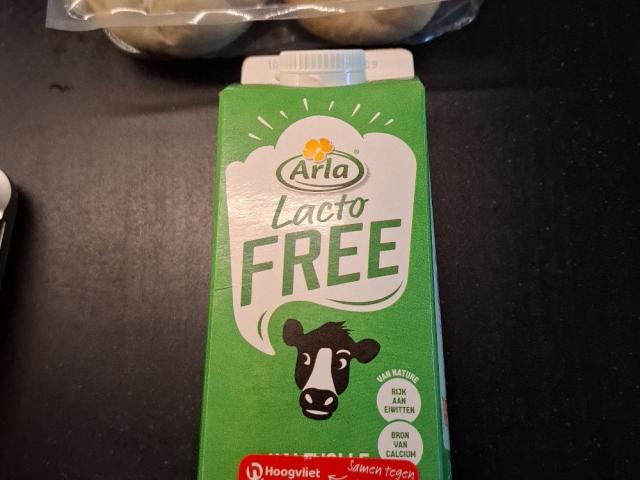 Arla
Lacto
FREE
VAN NATURE
RIJK
AAN
EIWITTEN
BRON
VAN
CALCIUM
Hoogvliet
Samen tegen